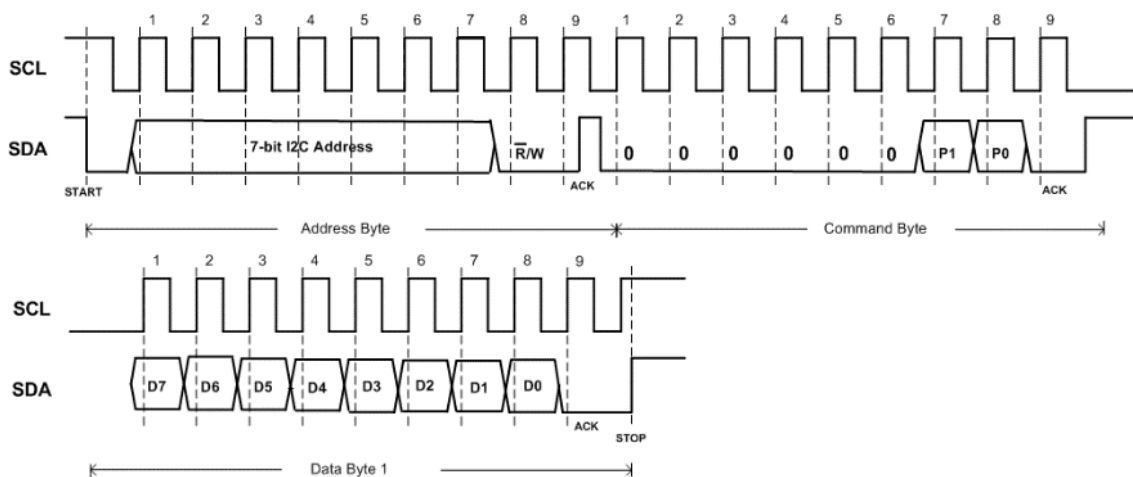 1 2 3 4 5 6 7 8 9 1 2 3 4 5 6 7 8 9
SCL
SDA 7-bit I2C Address R̅/W 0 0 0 0 0 0 P1 P0
START ACK ACK
Address Byte Command Byte
1 2 3 4 5 6 7 8 9
SCL
SDA D7 D6 D5 D4 D3 D2 D1 D0
ACK STOP
Data Byte 1